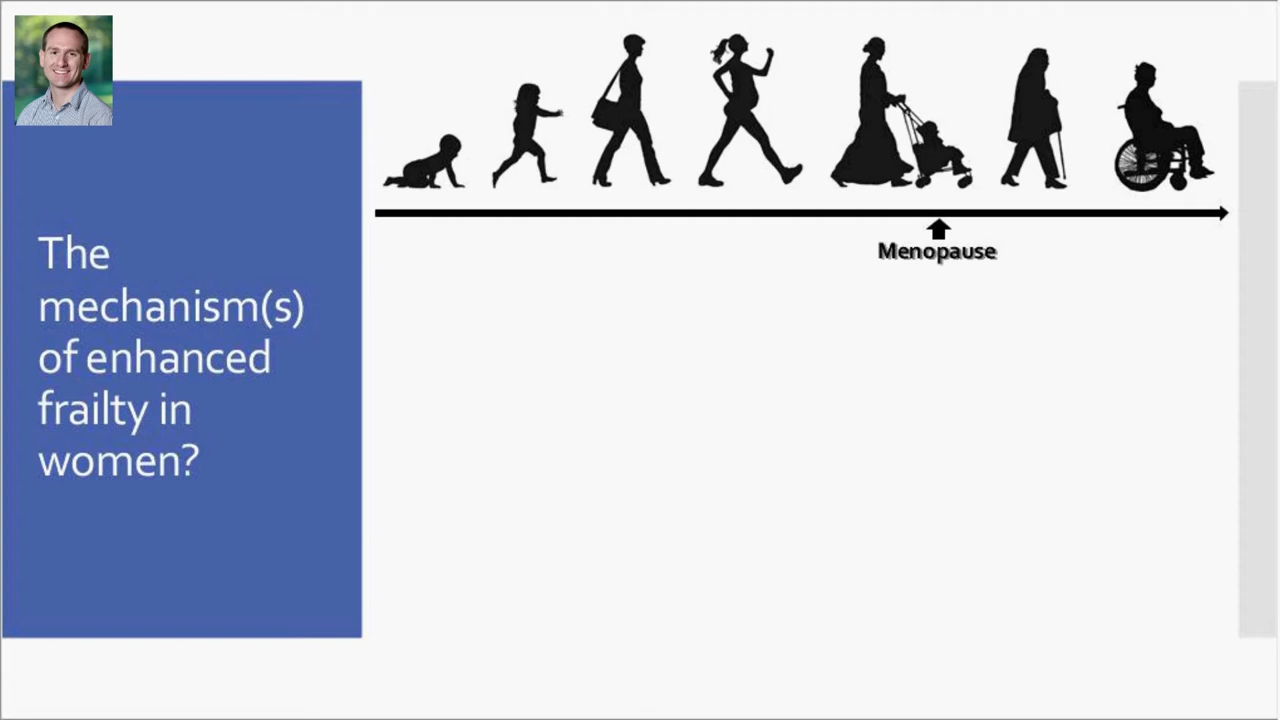 The
mechanism(s)
of enhanced
frailty in
women?
Menopause